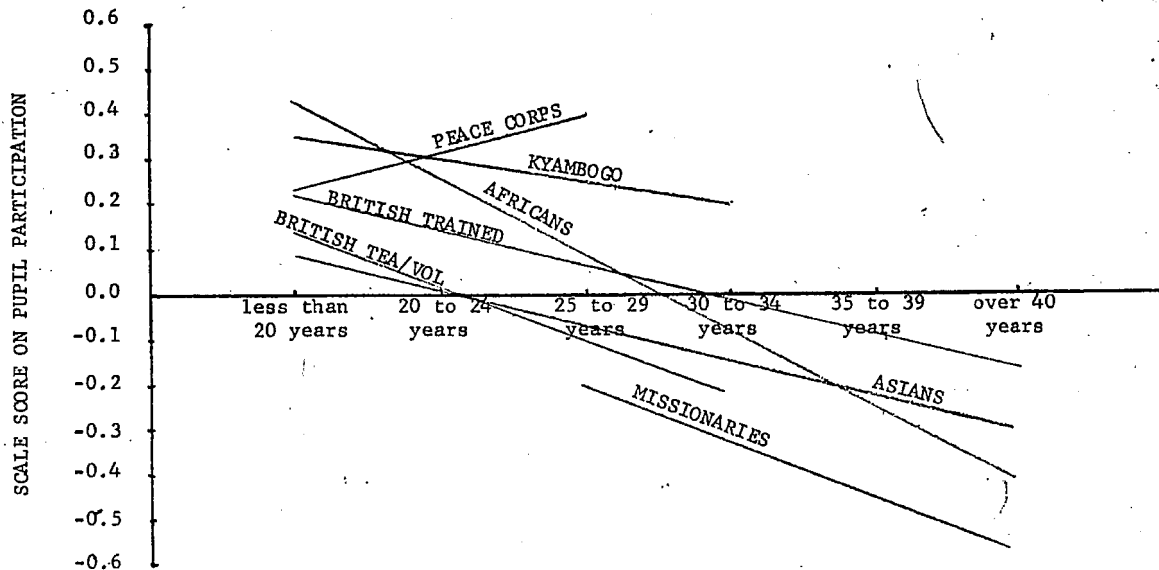 0.6
0.5
0.4
0.3
0.2
0.1
0.0
-0.1
-0.2
-0.3
-0.4
-0.5
-0.6
SCALE SCORE ON PUPIL PARTICIPATION
PEACE CORPS
KYAMBOGO
AFRICANS
BRITISH TRAINED
BRITISH TEA/VOL
ASIANS
MISSIONARIES
less than 20 to 24 25 to 29 30 to 34 35 to 39 over 40
20 years years years years years years